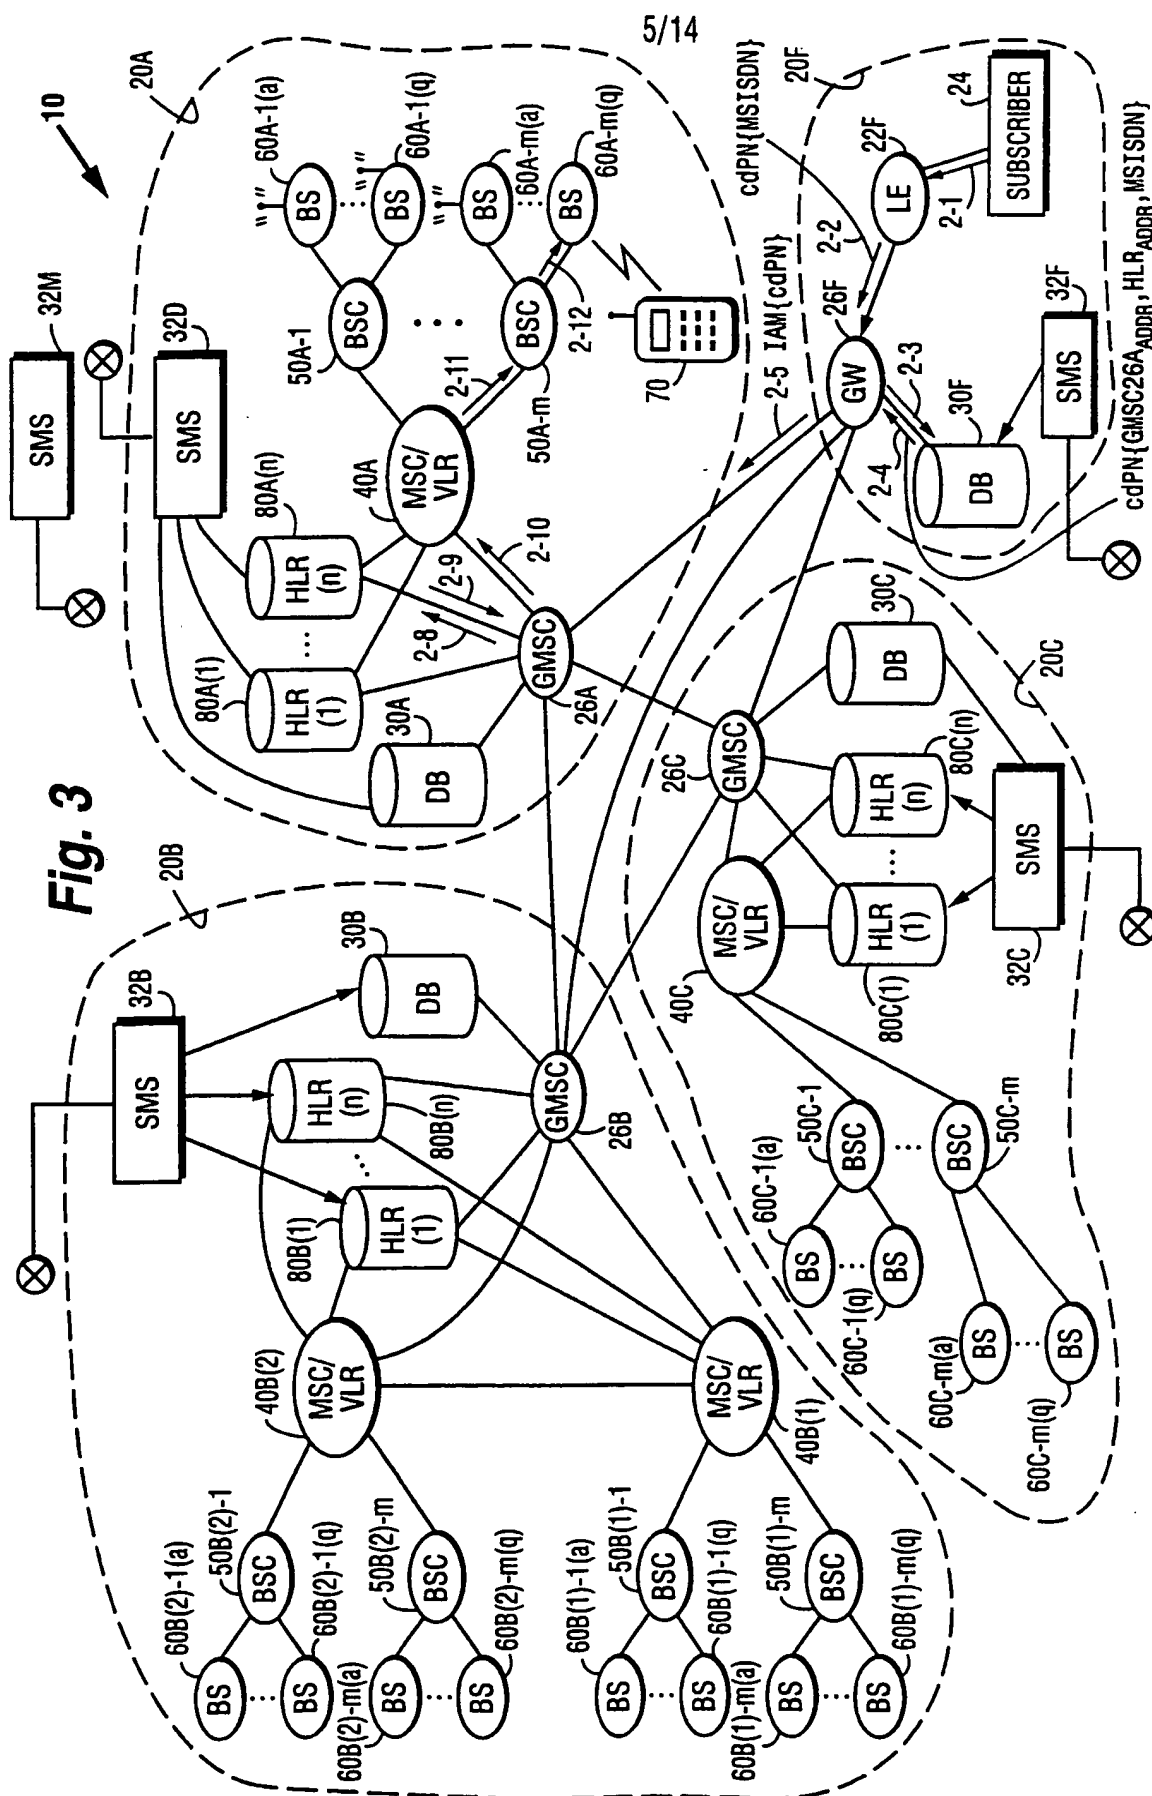 5/14
Fig. 3
10
20B
32B
SMS
30B
DB
HLR
(n)
80B(n)
HLR
(1)
80B(1)
GMSC
26B
40B(2)
MSC/
VLR
MSC/
VLR
40B(1)
50B(2)-1
BSC
60B(2)-1(a)
BS
BS
60B(2)-1(q)
50B(2)-m
BSC
60B(2)-m(a)
BS
BS
60B(2)-m(q)
50B(1)-1
BSC
60B(1)-1(a)
BS
BS
60B(1)-1(q)
50B(1)-m
BSC
60B(1)-m(a)
BS
BS
60B(1)-m(q)
32M
SMS
20A
32D
SMS
80A(1)
HLR
(1)
80A(n)
HLR
(n)
30A
DB
GMSC
26A
2-8
2-9
2-10
40A
MSC/
VLR
50A-1
BSC
2-11
BSC
50A-m
2-12
60A-1(a)
BS
60A-1(q)
BS
60A-m(a)
BS
60A-m(q)
BS
70
2-5 IAM{cdPN}
cdPN{MSISDN}
20F
22F
LE
2-1
24
SUBSCRIBER
2-2
26F
GW
2-3
2-4
30F
DB
32F
SMS
cdPN{GMSC26A ADDR, HLR ADDR, MSISDN}
20C
30C
DB
26C
GMSC
80C(n)
HLR
(n)
HLR
(1)
80C(1)
SMS
32C
40C
MSC/
VLR
50C-1
BSC
BSC
50C-m
60C-1(a)
BS
BS
60C-1(q)
60C-m(a)
BS
BS
60C-m(q)